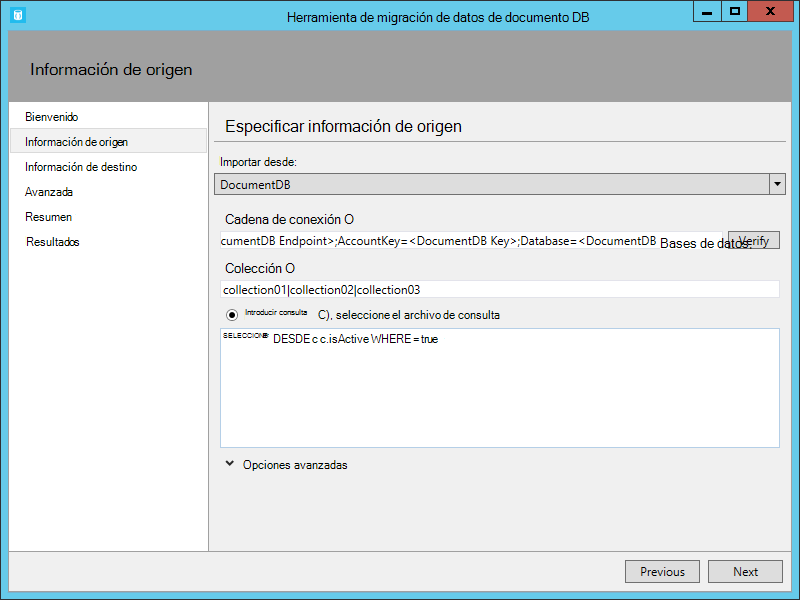 Herramienta de migración de datos de documento DB
X
Información de origen
Bienvenido
Información de origen
Información de destino
Avanzada
Resumen
Resultados
Especificar información de origen
Importar desde:
DocumentDB
Cadena de conexión O
cumentDB Endpoint>;AccountKey=<DocumentDB Key>;Database=<DocumentDB Bases de datos: Verify
Colección O
collection01|collection02|collection03
Introducir consulta C), seleccione el archivo de consulta
DESDE c c.isActive WHERE = true
Opciones avanzadas
Previous Next